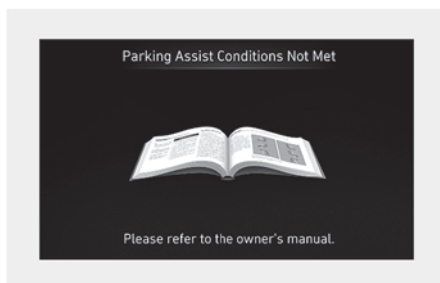 Parking Assist Conditions Not Met
Please refer to the owner's manual.